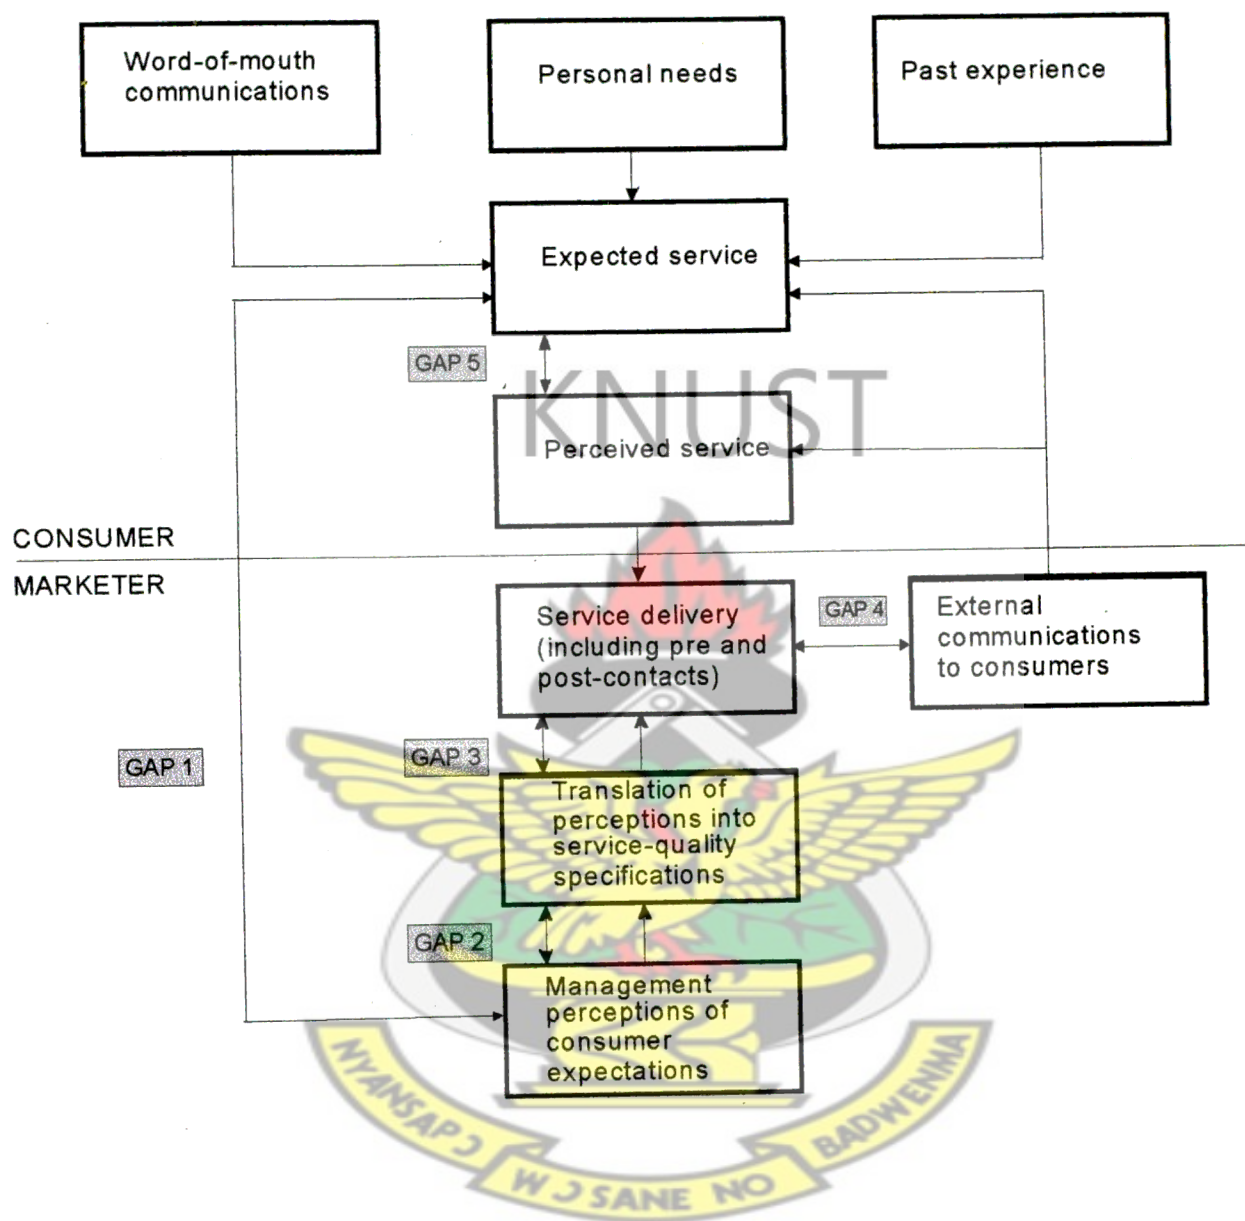 Word-of-mouth
communications
Personal needs
Past experience
Expected service
GAP 5
KNUST
Perceived service
CONSUMER
MARKETER
Service delivery
(including pre and
post-contacts)
GAP 4
External
communications
to consumers
GAP 1
GAP 3
Translation of
perceptions into
service-quality
specifications
GAP 2
Management
perceptions of
consumer
expectations
NYANSAPƆ
WƆSANE NO
BADWENMA